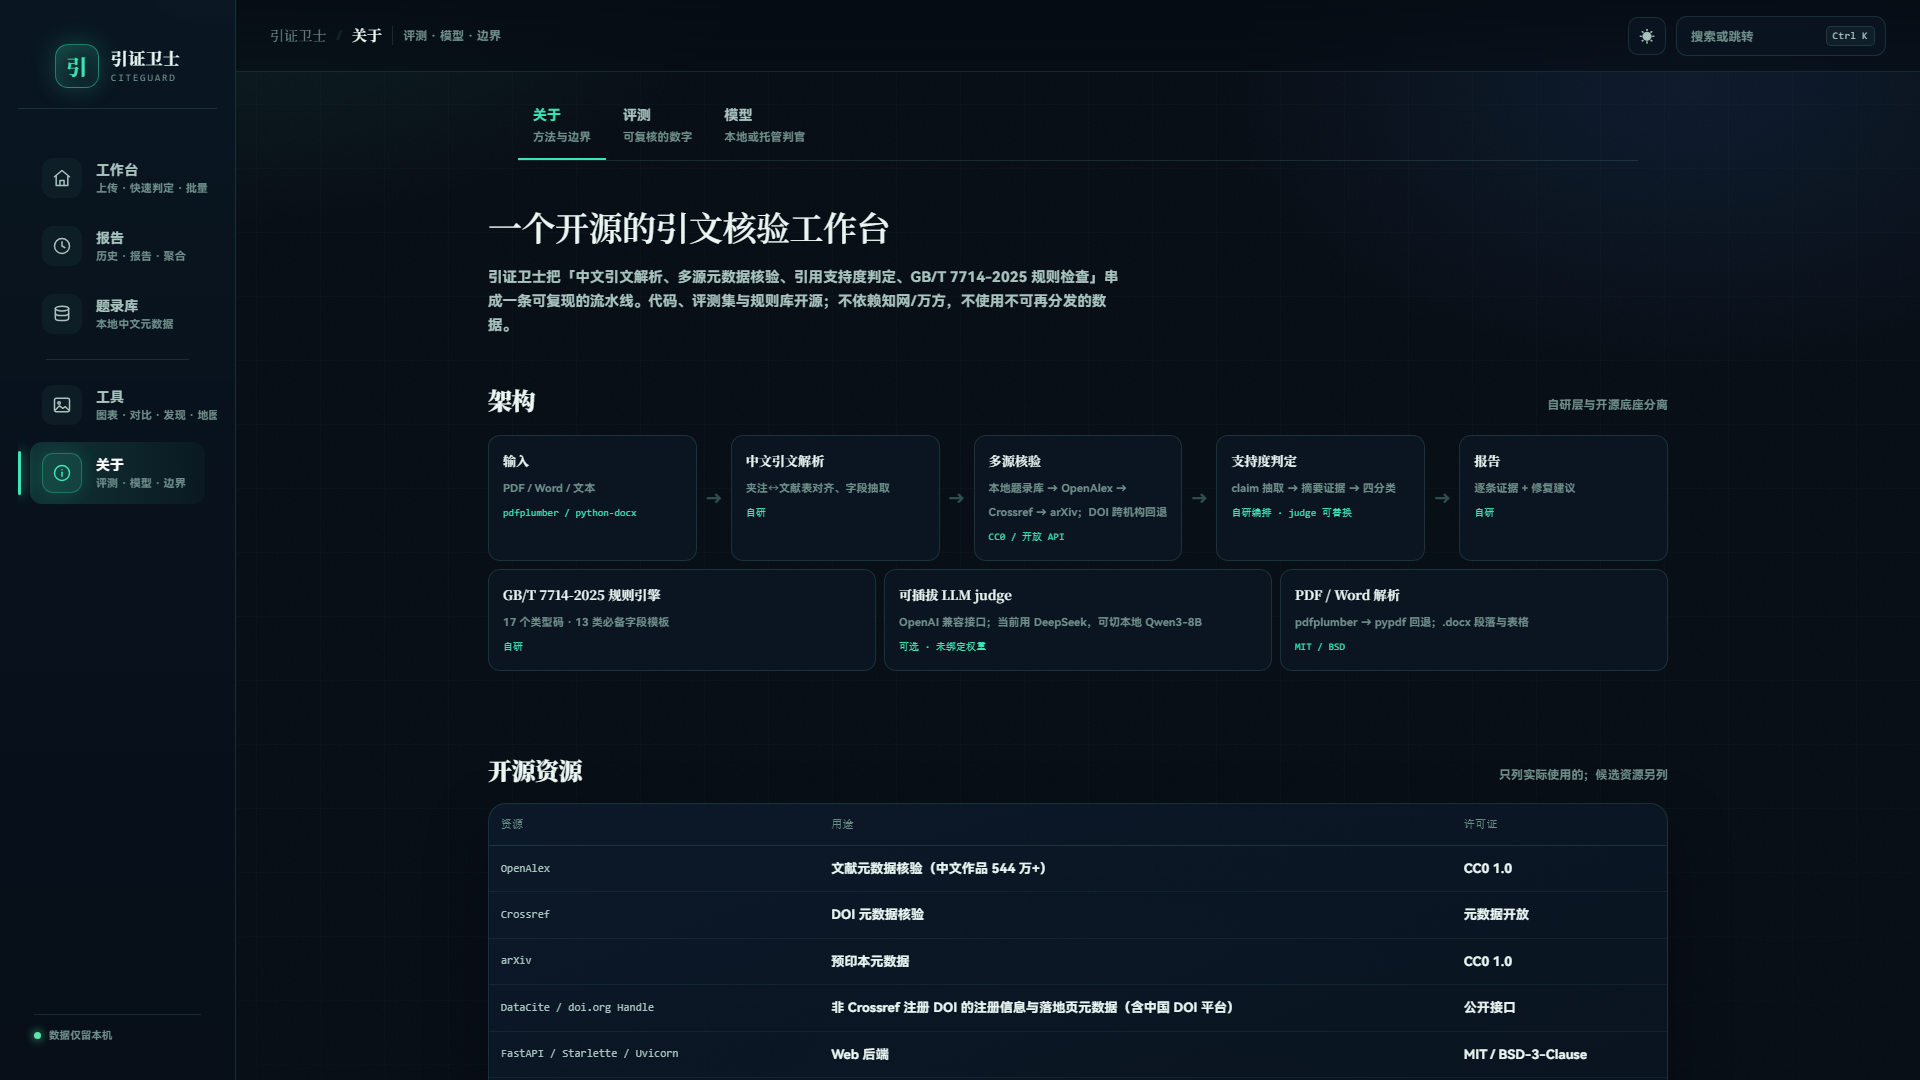 引
引证卫士
CITEGUARD
工作台
上传 · 快速判定 · 批量
报告
历史 · 报告 · 聚合
题录库
本地中文元数据
工具
图表 · 对比 · 发现 · 地图
关于
评测 · 模型 · 边界
数据仅留本机
引证卫士 / 关于 评测 · 模型 · 边界
搜索或跳转 Ctrl K
关于 评测 模型
方法与边界 可复核的数字 本地或托管判官
一个开源的引文核验工作台
引证卫士把「中文引文解析、多源元数据核验、引用支持度判定、GB/T 7714-2025 规则检查」串
成一条可复现的流水线。代码、评测集与规则库开源；不依赖知网/万方，不使用不可再分发的数
据。
架构
自研层与开源底座分离
输入
PDF / Word / 文本
pdfplumber / python-docx
→
中文引文解析
夹注↔文献表对齐、字段抽取
自研
→
多源核验
本地题录库 → OpenAlex →
Crossref → arXiv；DOI 跨机构回退
CC0 / 开放 API
→
支持度判定
claim 抽取 → 摘要证据 → 四分类
自研编排 · judge 可替换
→
报告
逐条证据 + 修复建议
自研
GB/T 7714-2025 规则引擎
17 个类型码 · 13 类必备字段模板
自研
可插拔 LLM judge
OpenAI 兼容接口；当前用 DeepSeek，可切本地 Qwen3-8B
可选 · 未绑定权重
PDF / Word 解析
pdfplumber → pypdf 回退；.docx 段落与表格
MIT / BSD
开源资源
只列实际使用的；候选资源另列
资源 用途 许可证
OpenAlex 文献元数据核验（中文作品 544 万+） CC0 1.0
Crossref DOI 元数据核验 元数据开放
arXiv 预印本元数据 CC0 1.0
DataCite / doi.org Handle 非 Crossref 注册 DOI 的注册信息与落地页元数据（含中国 DOI 平台） 公开接口
FastAPI / Starlette / Uvicorn Web 后端 MIT / BSD-3-Clause